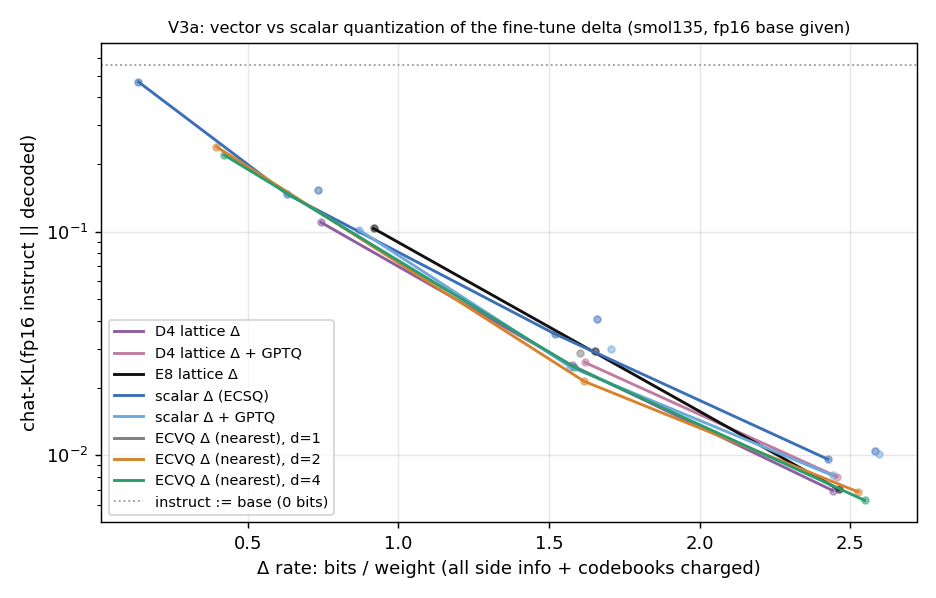 V3a: vector vs scalar quantization of the fine-tune delta (smol135, fp16 base given)
chat-KL(fp16 instruct || decoded)
10⁻¹
10⁻²
D4 lattice Δ
D4 lattice Δ + GPTQ
E8 lattice Δ
scalar Δ (ECSQ)
scalar Δ + GPTQ
ECVQ Δ (nearest), d=1
ECVQ Δ (nearest), d=2
ECVQ Δ (nearest), d=4
instruct := base (0 bits)
0.5 1.0 1.5 2.0 2.5
Δ rate: bits / weight (all side info + codebooks charged)